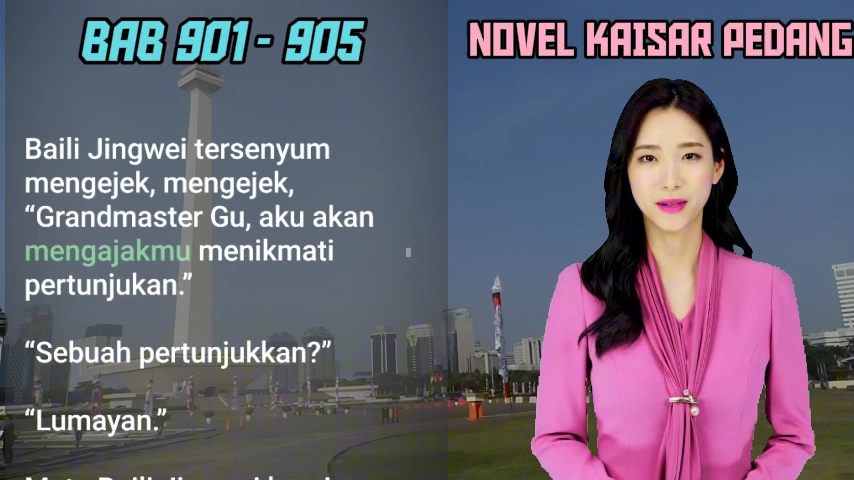 BAB 901 - 905
NOVEL KAISAR PEDANG
Baili Jingwei tersenyum
mengejek, mengejek,
“Grandmaster Gu, aku akan
mengajakmu menikmati
pertunjukan.”
“Sebuah pertunjukkan?”
“Lumayan.”